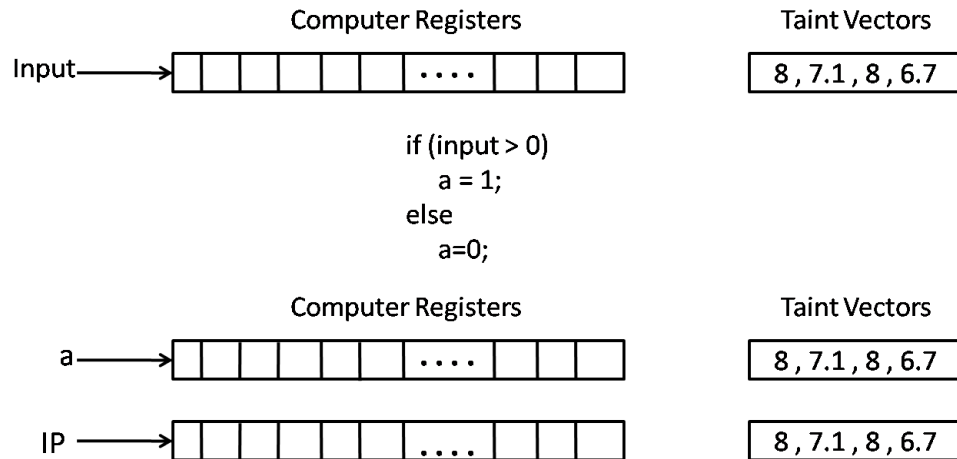 Computer Registers Taint Vectors
Input .... 8 , 7.1 , 8 , 6.7
if (input > 0)
a = 1;
else
a=0;
Computer Registers Taint Vectors
a .... 8 , 7.1 , 8 , 6.7
IP .... 8 , 7.1 , 8 , 6.7